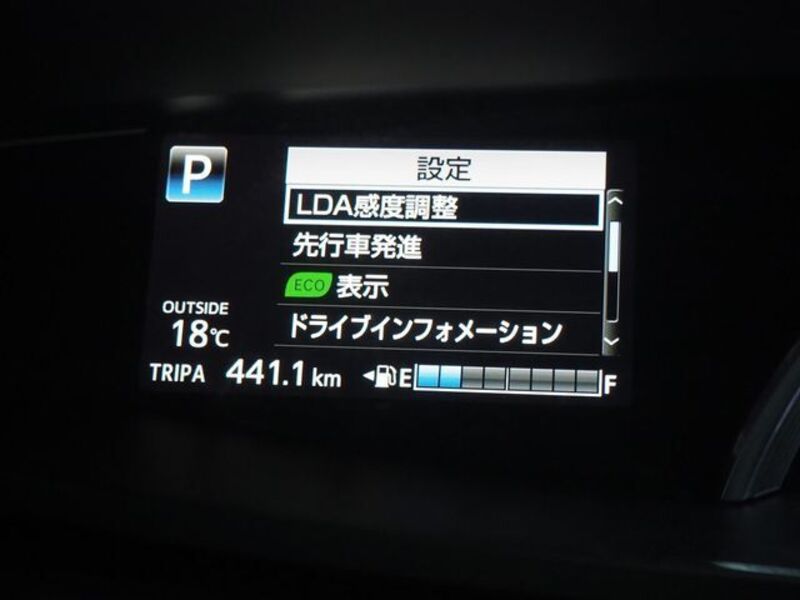 P
設定
LDA感度調整
先行車発進
ECO 表示
ドライブインフォメーション
OUTSIDE
18℃
TRIPA 441.1 km E F